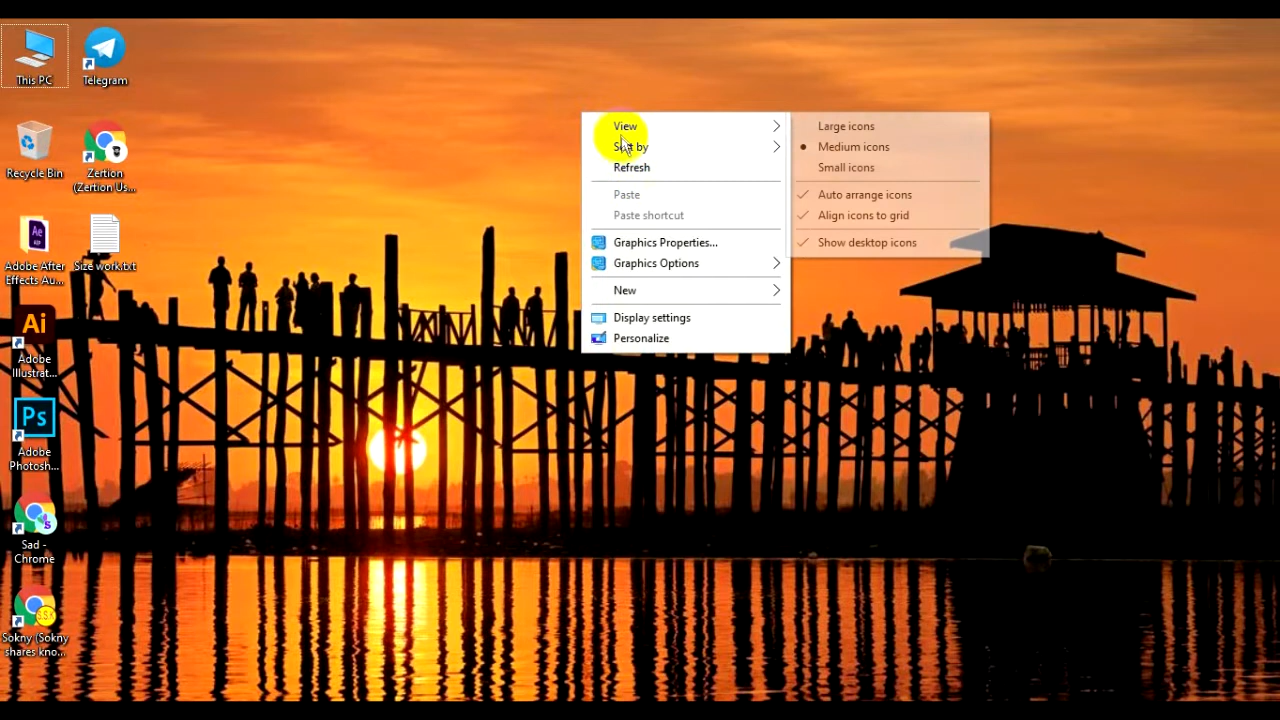 This PC
Telegram
Recycle Bin
Zertion
(Zertion Us...
Adobe After
Effects Au...
Size work.txt
Adobe
Illustrat...
Adobe
Photosh...
Sad -
Chrome
Sokny (Sokny
shares kno...
Ae
Ai
Ps
S
S.S.K
View
Sort by
Refresh
Paste
Paste shortcut
Graphics Properties...
Graphics Options
New
Display settings
Personalize
Large icons
Medium icons
Small icons
Auto arrange icons
Align icons to grid
Show desktop icons